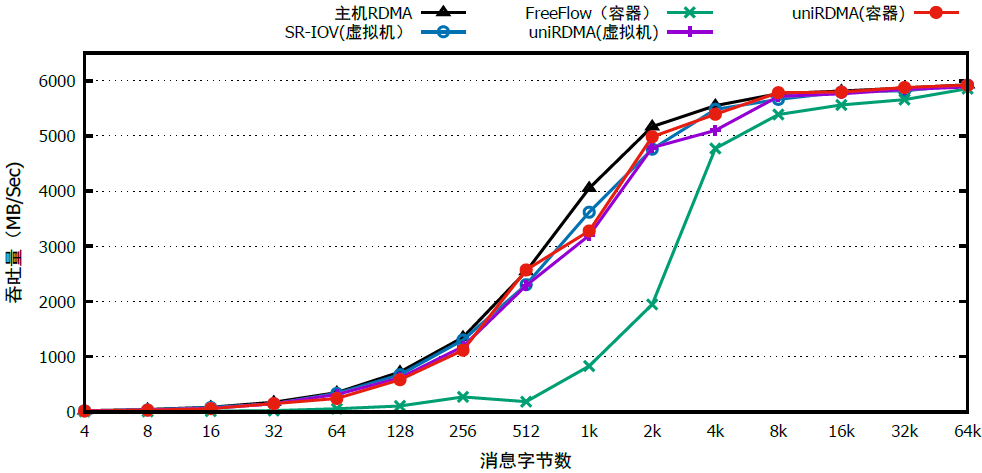 主机RDMA
FreeFlow（容器）
uniRDMA(容器)
SR-IOV(虚拟机）
uniRDMA(虚拟机)
吞吐量（MB/Sec）
6000
5000
4000
3000
2000
1000
0
4 8 16 32 64 128 256 512 1k 2k 4k 8k 16k 32k 64k
消息字节数